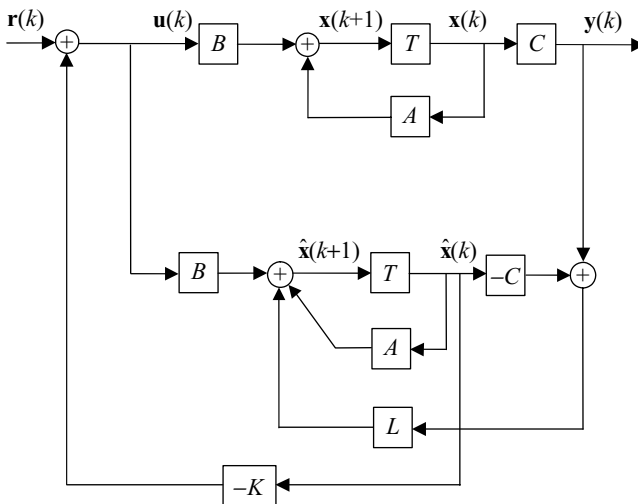 r(k) u(k) B x(k+1) T x(k) C y(k)
A
B x̂(k+1) T x̂(k) –C
A
L
–K